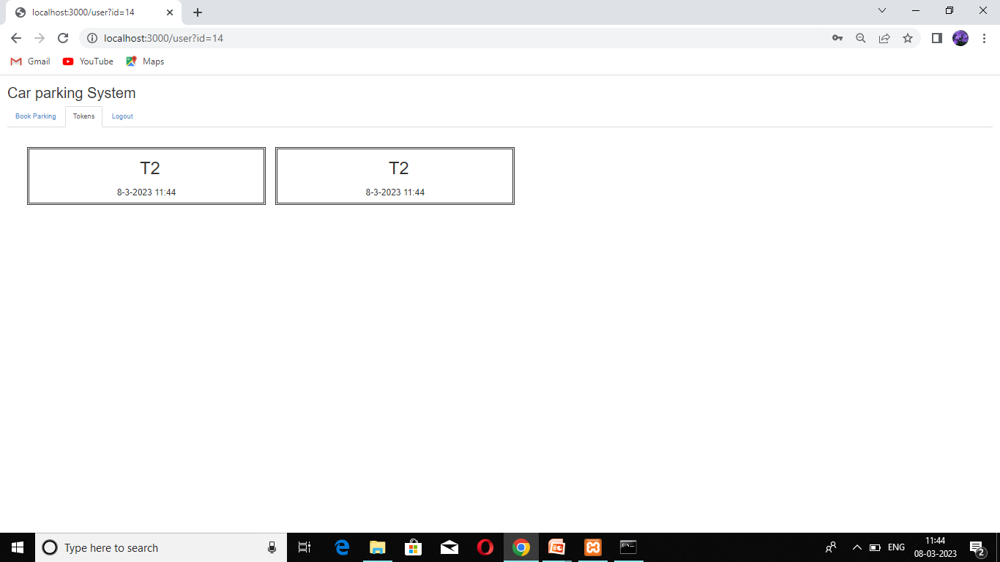 localhost:3000/user?id=14
localhost:3000/user?id=14
Gmail YouTube Maps
Car parking System
Book Parking Tokens Logout
T2 T2
8-3-2023 11:44 8-3-2023 11:44
Type here to search
ENG
11:44
08-03-2023
2